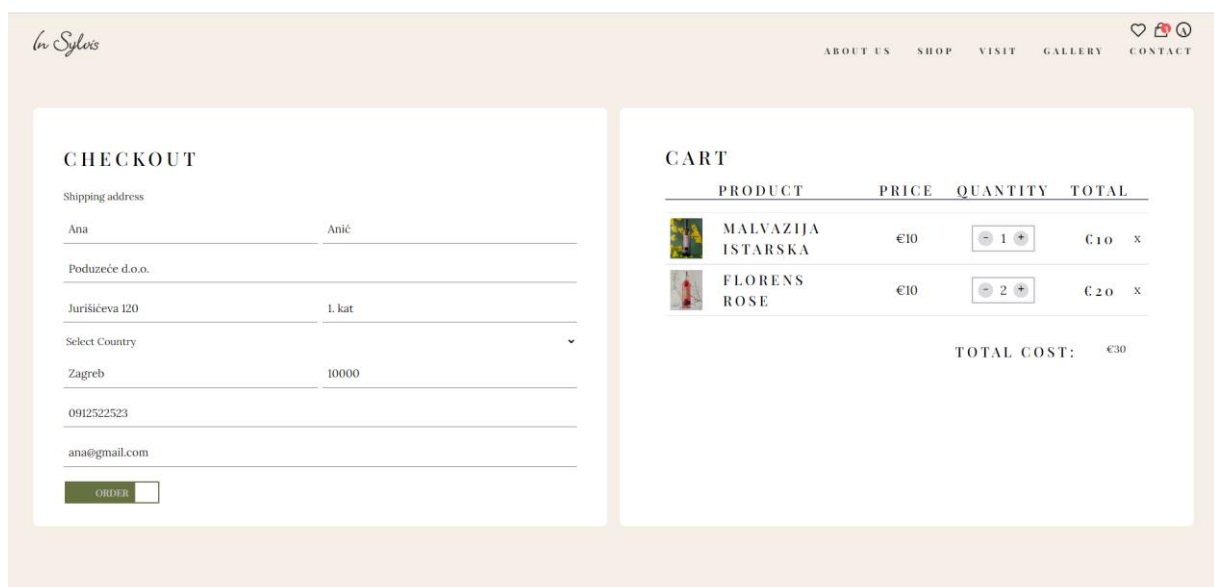 In Sylvis
ABOUT US SHOP VISIT GALLERY CONTACT
CHECKOUT
Shipping address
Ana Anić
Poduzeće d.o.o.
Jurišićeva 120 1. kat
Select Country
Zagreb 10000
0912522523
ana@gmail.com
ORDER
CART
PRODUCT PRICE QUANTITY TOTAL
MALVAZIJA
ISTARSKA
€10 - 1 + €10 x
FLORENS
ROSE
€10 - 2 + €20 x
TOTAL COST: €30